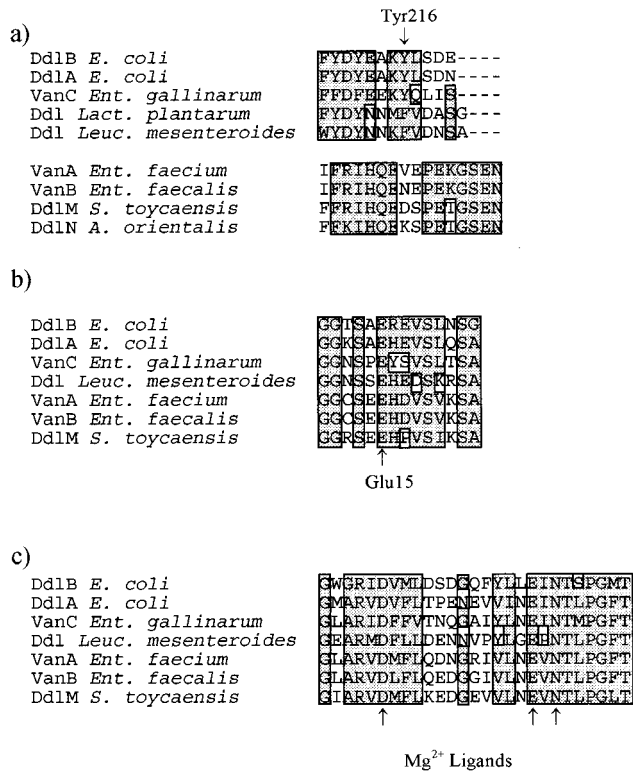 a)
Tyr216
↓
DdlB E. coli FYDYEAKYLSDE----
DdlA E. coli FYDYEAKYLSDN----
VanC Ent. gallinarum FFDFEEKYQLIS----
Ddl Lact. plantarum FYDYNNMFVDASG---
Ddl Leuc. mesenteroides WYDYNNKFVDNSA---
VanA Ent. faecium IFRIHQEVEPEKGSEN
VanB Ent. faecalis IFRIHQENEPEKGSEN
DdlM S. toycaensis FFRIHQEDSPETGSEN
DdlN A. orientalis FFKIHQEKSPETGSEN
b)
DdlB E. coli GGTSAEREVSLNSG
DdlA E. coli GGKSAEHEVSLQSA
VanC Ent. gallinarum GGNSPEYSVSLTSA
Ddl Leuc. mesenteroides GGNSSEHEDSKRSA
VanA Ent. faecium GGCSEEHDVSVKSA
VanB Ent. faecalis GGCSEEHDVSVKSA
DdlM S. toycaensis GGRSEEHPVSIKSA
↑
Glu15
c)
DdlB E. coli GWGRIDVMLDSDGQFYLLEINTSPGMT
DdlA E. coli GMARVDVFLTPENEVVINEINTLPGFT
VanC Ent. gallinarum GLARIDFFVTNQGAIYLNEINTMPGFT
Ddl Leuc. mesenteroides GEARMDFLLDENNVPYLGEPNTLPGFT
VanA Ent. faecium GLARVDMFLQDNGRIVLNEVNTLPGFT
VanB Ent. faecalis GLARVDLFLQEDGGIVLNEVNTLPGFT
DdlM S. toycaensis GIARVDMFLKEDGEVVLNEVNTLPGLT
↑ ↑ ↑
Mg2+ Ligands